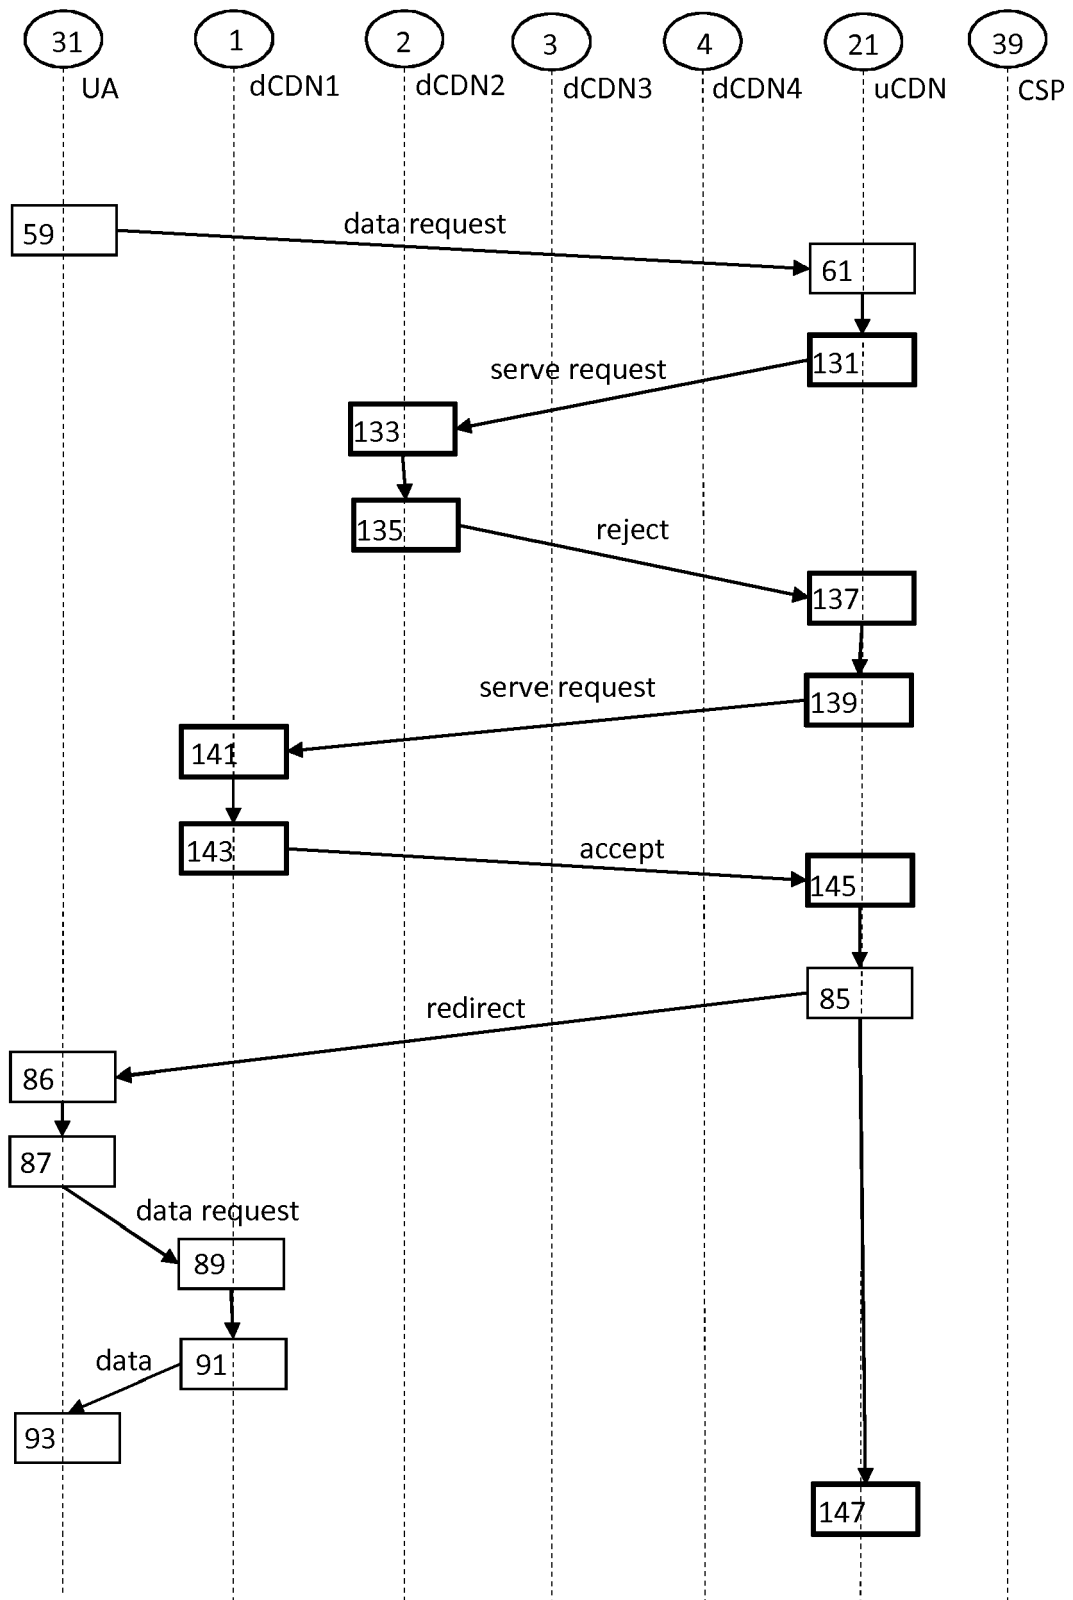 31 1 2 3 4 21 39
UA dCDN1 dCDN2 dCDN3 dCDN4 uCDN CSP
59 data request
61
131
serve request
133
135 reject
137
serve request 139
141
143 accept
145
85
redirect
86
87
data request
89
data 91
93
147